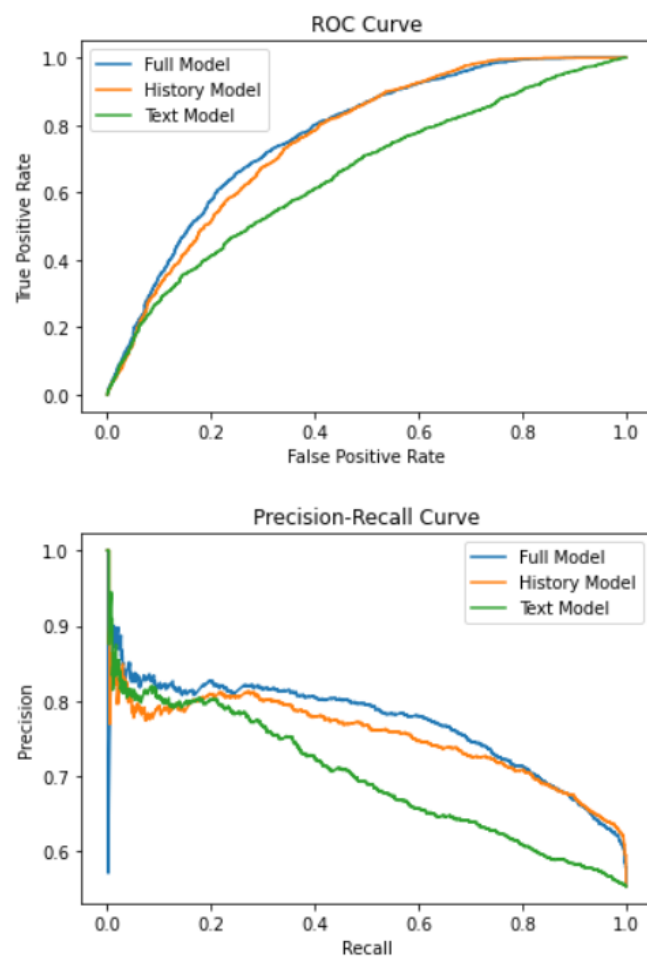 ROC Curve
1.0
0.8
0.6
0.4
0.2
0.0
True Positive Rate
Full Model
History Model
Text Model
0.0 0.2 0.4 0.6 0.8 1.0
False Positive Rate
Precision-Recall Curve
1.0
0.9
0.8
0.7
0.6
Precision
Full Model
History Model
Text Model
0.0 0.2 0.4 0.6 0.8 1.0
Recall